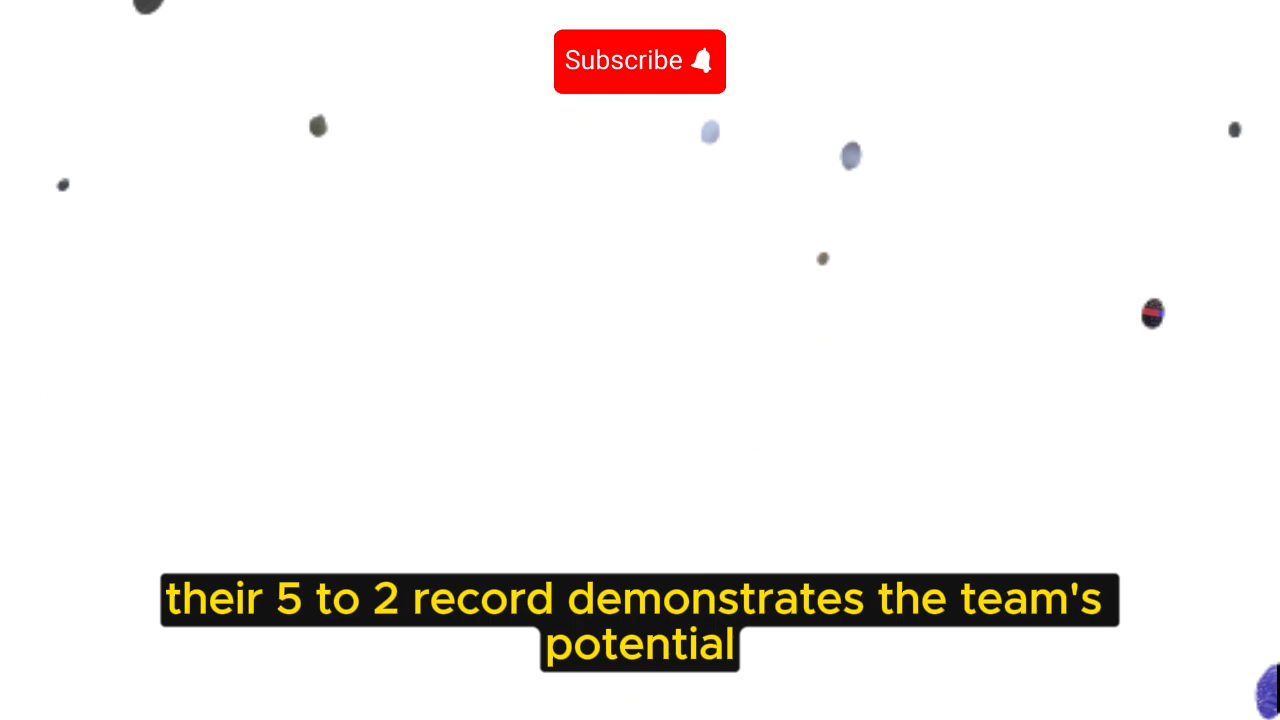 Subscribe
their 5 to 2 record demonstrates the team's
potential